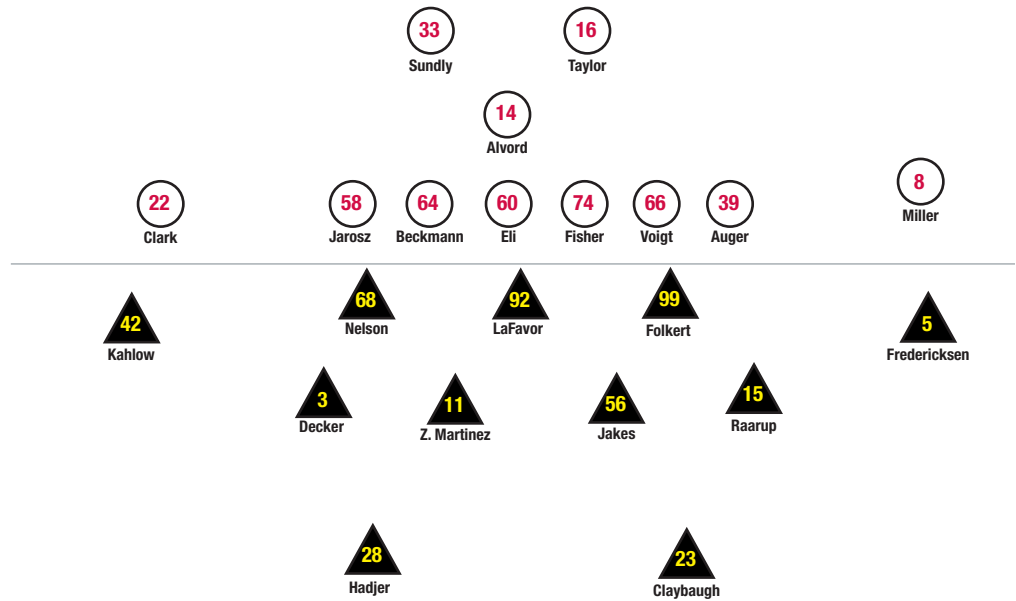 33 16
Sundly Taylor
14
Alvord
8
Miller
22 58 64 60 74 66 39
Clark Jarosz Beckmann Eli Fisher Voigt Auger
68 92 99
Nelson LaFavor Folkert
42 5
Kahlow Fredericksen
3 11 56 15
Decker Z. Martinez Jakes Raarup
28 23
Hadjer Claybaugh